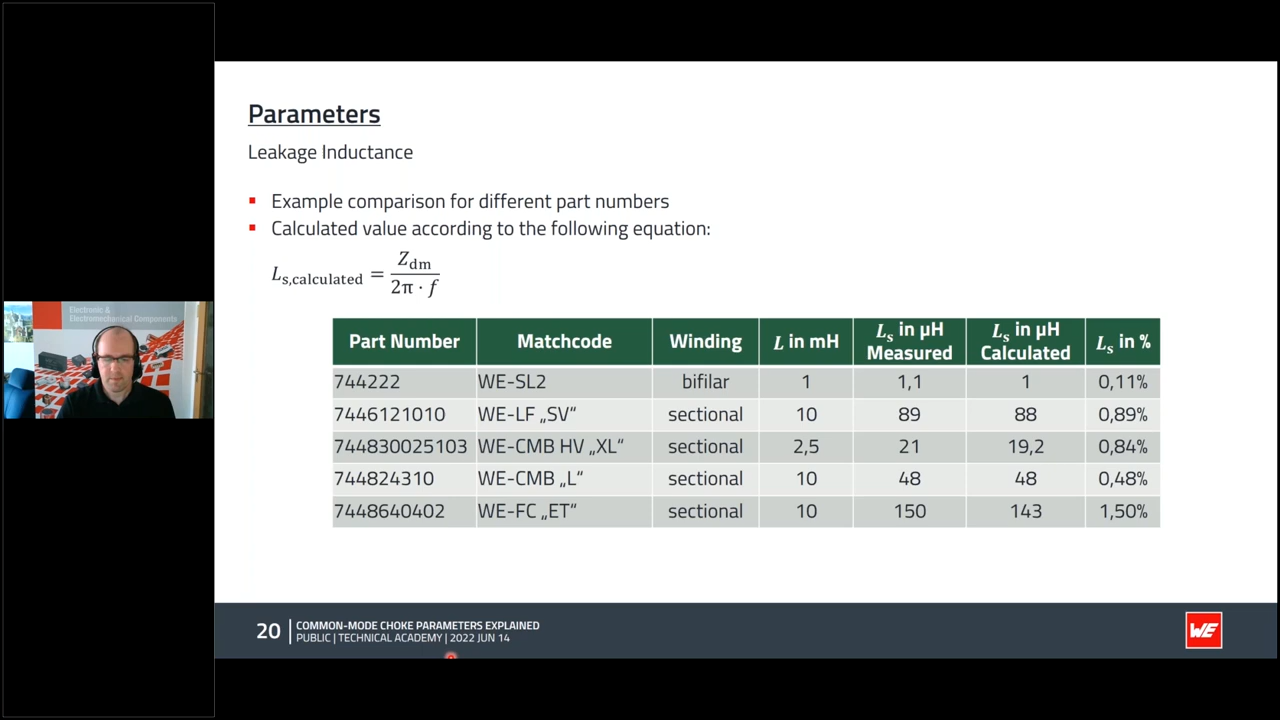 Parameters
Leakage Inductance
▪ Example comparison for different part numbers
▪ Calculated value according to the following equation:
L_s,calculated = Z_dm / (2π · f)
Part Number | Matchcode | Winding | L in mH | L_s in µH Measured | L_s in µH Calculated | L_s in %
744222 | WE-SL2 | bifilar | 1 | 1,1 | 1 | 0,11%
7446121010 | WE-LF „SV“ | sectional | 10 | 89 | 88 | 0,89%
744830025103 | WE-CMB HV „XL“ | sectional | 2,5 | 21 | 19,2 | 0,84%
744824310 | WE-CMB „L“ | sectional | 10 | 48 | 48 | 0,48%
7448640402 | WE-FC „ET“ | sectional | 10 | 150 | 143 | 1,50%
Electronic &
Electromechanical Components
20
COMMON-MODE CHOKE PARAMETERS EXPLAINED
PUBLIC | TECHNICAL ACADEMY | 2022 JUN 14
WE